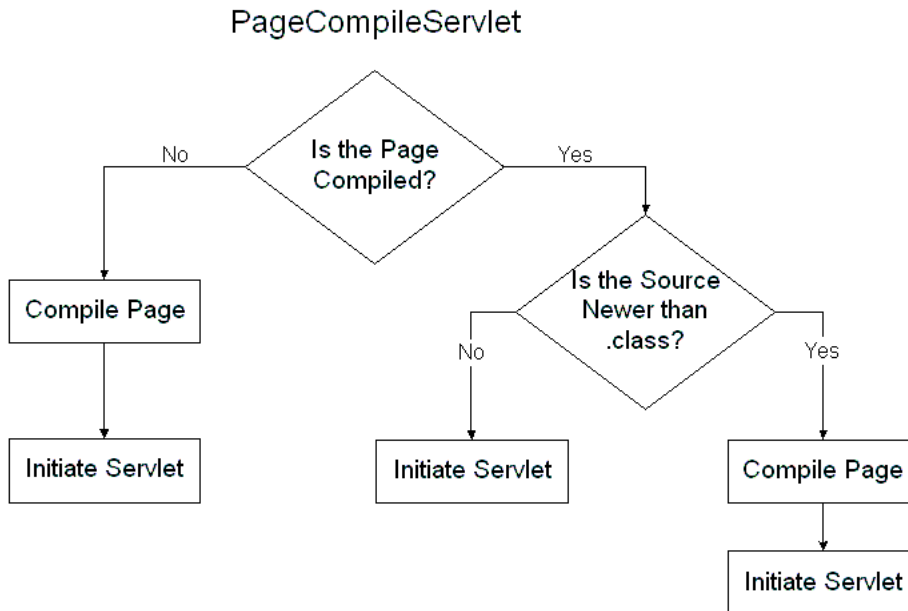 PageCompileServlet
Is the Page
Compiled?
No
Yes
Compile Page
Is the Source
Newer than
.class?
No
Yes
Initiate Servlet
Initiate Servlet
Compile Page
Initiate Servlet